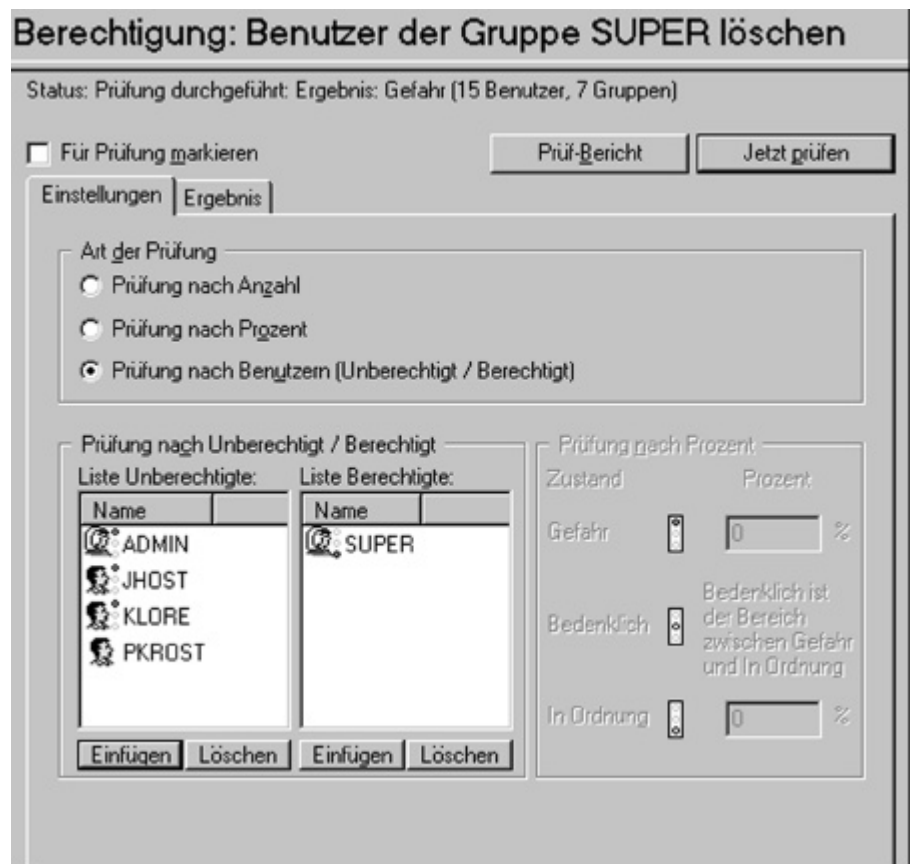 Berechtigung: Benutzer der Gruppe SUPER löschen
Status: Prüfung durchgeführt: Ergebnis: Gefahr (15 Benutzer, 7 Gruppen)
Für Prüfung markieren
Prüf-Bericht
Jetzt prüfen
Einstellungen
Ergebnis
Art der Prüfung
Prüfung nach Anzahl
Prüfung nach Prozent
Prüfung nach Benutzern (Unberechtigt / Berechtigt)
Prüfung nach Unberechtigt / Berechtigt
Liste Unberechtigte:
Name
ADMIN
JHOST
KLORE
PKROST
Einfügen
Löschen
Liste Berechtigte:
Name
SUPER
Einfügen
Löschen
Prüfung nach Prozent
Zustand
Prozent
Gefahr
0
%
Bedenklich
Bedenklich ist
der Bereich
zwischen Gefahr
und In Ordnung
In Ordnung
0
%